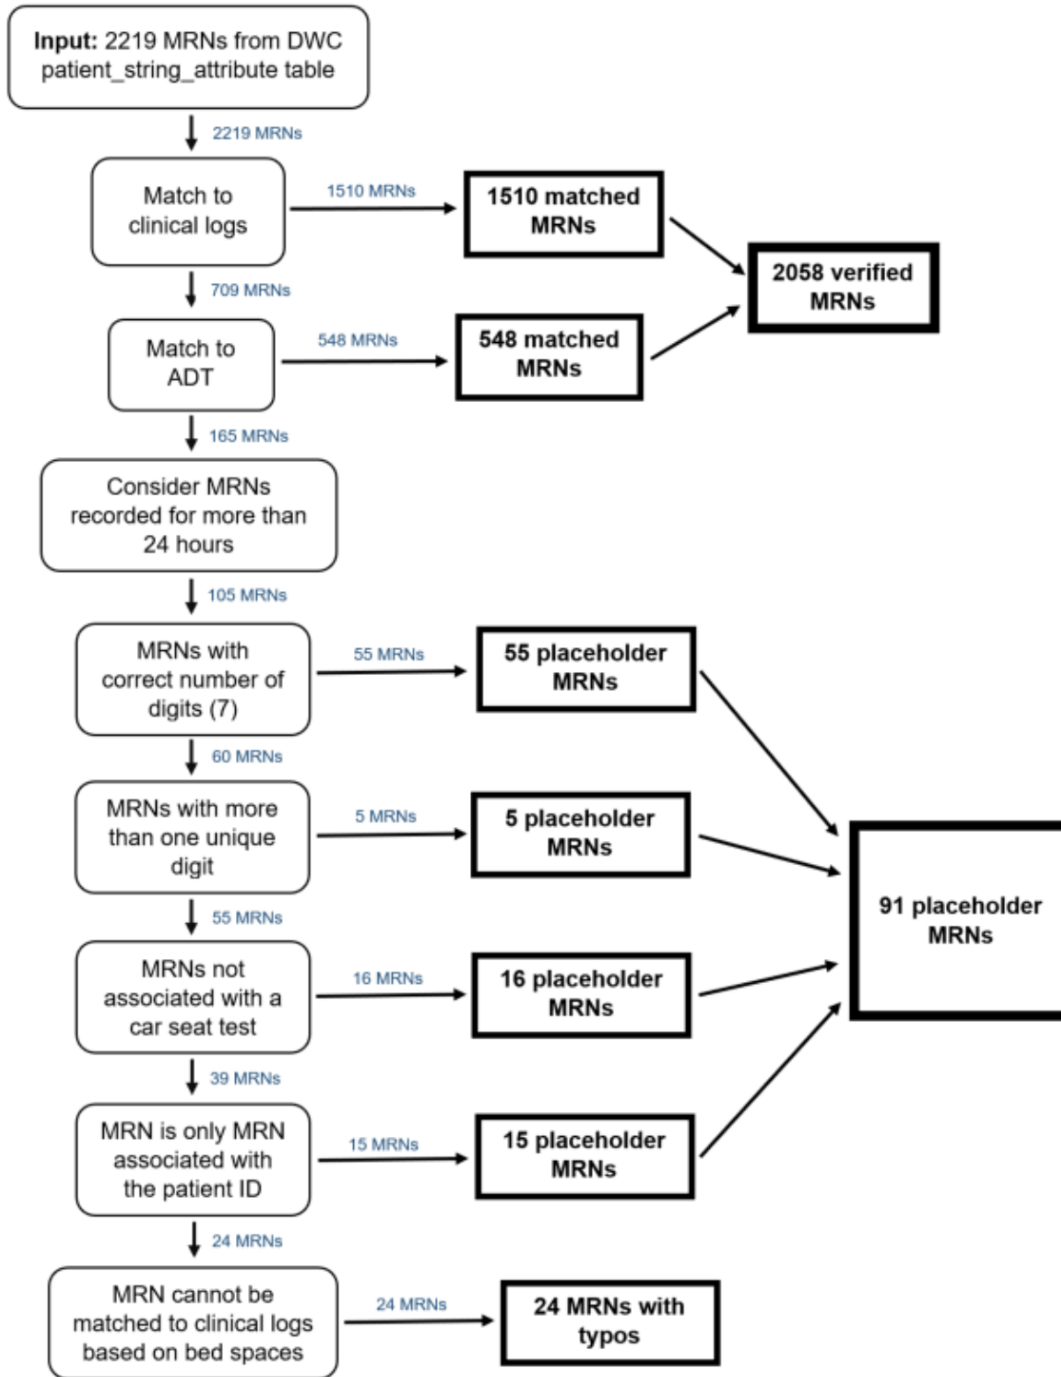 Input: 2219 MRNs from DWC
patient_string_attribute table
2219 MRNs
Match to
clinical logs
1510 MRNs
1510 matched
MRNs
2058 verified
MRNs
709 MRNs
Match to
ADT
548 MRNs
548 matched
MRNs
165 MRNs
Consider MRNs
recorded for more than
24 hours
105 MRNs
MRNs with
correct number of
digits (7)
55 MRNs
55 placeholder
MRNs
60 MRNs
MRNs with more
than one unique
digit
5 MRNs
5 placeholder
MRNs
91 placeholder
MRNs
55 MRNs
MRNs not
associated with a
car seat test
16 MRNs
16 placeholder
MRNs
39 MRNs
MRN is only MRN
associated with
the patient ID
15 MRNs
15 placeholder
MRNs
24 MRNs
MRN cannot be
matched to clinical logs
based on bed spaces
24 MRNs
24 MRNs with
typos